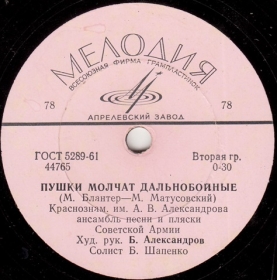 МЕЛОДИЯ
ВСЕСОЮЗНАЯ ФИРМА ГРАМПЛАСТИНОК
78 78
АПРЕЛЕВСКИЙ ЗАВОД
ГОСТ 5289-61 Вторая гр.
44765 0-30
ПУШКИ МОЛЧАТ ДАЛЬНОБОЙНЫЕ
(М. Блантер—М. Матусовский)
Краснознам. им. А. В. Александрова
ансамбль песни и пляски
Советской Армии
Худ. рук. Б. Александров
Солист Б. Шапенко